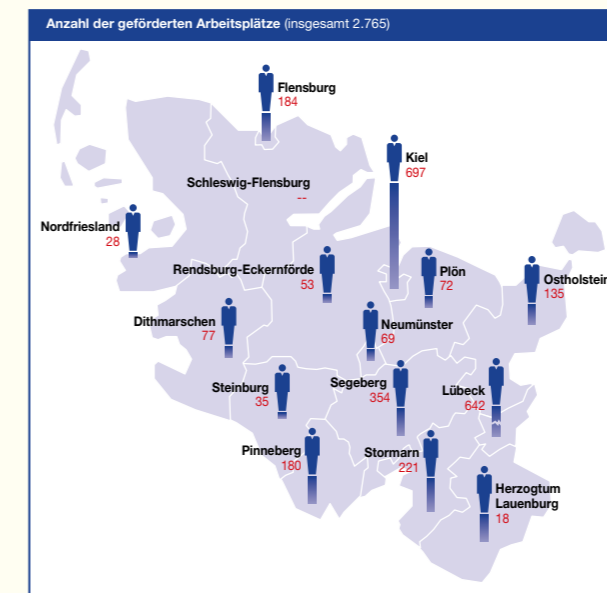 Anzahl der geförderten Arbeitsplätze (insgesamt 2.765)
Flensburg
184
Kiel
697
Schleswig-Flensburg
--
Nordfriesland
28
Rendsburg-Eckernförde
53
Plön
72
Ostholstein
135
Dithmarschen
77
Neumünster
69
Steinburg
35
Segeberg
354
Lübeck
642
Pinneberg
180
Stormarn
221
Herzogtum
Lauenburg
18